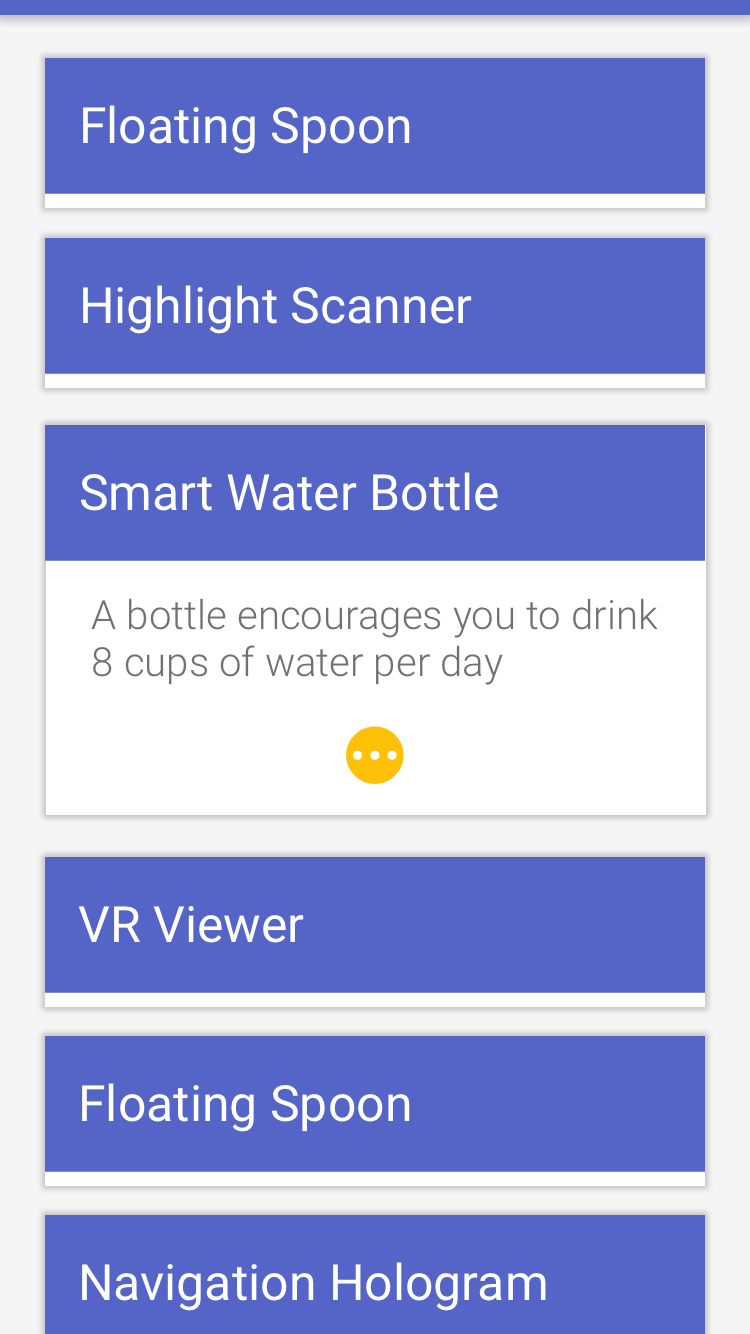 Floating Spoon
Highlight Scanner
Smart Water Bottle
A bottle encourages you to drink
8 cups of water per day
VR Viewer
Floating Spoon
Navigation Hologram